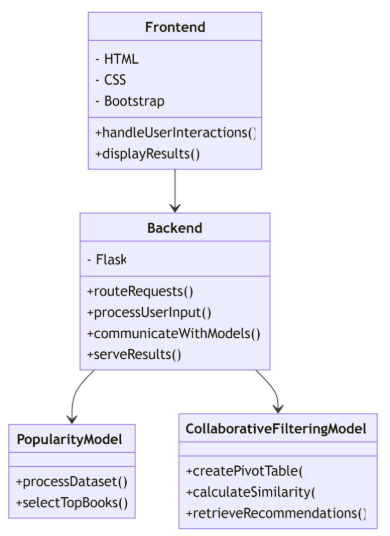 Frontend
- HTML
- CSS
- Bootstrap
+handleUserInteractions(
+displayResults()
Backend
- Flask
+routeRequests()
+processUserInput()
+communicateWithModels()
+serveResults()
PopularityModel
+processDataset()
+selectTopBooks()
CollaborativeFilteringModel
+createPivotTable(
+calculateSimilarity(
+retrieveRecommendations()